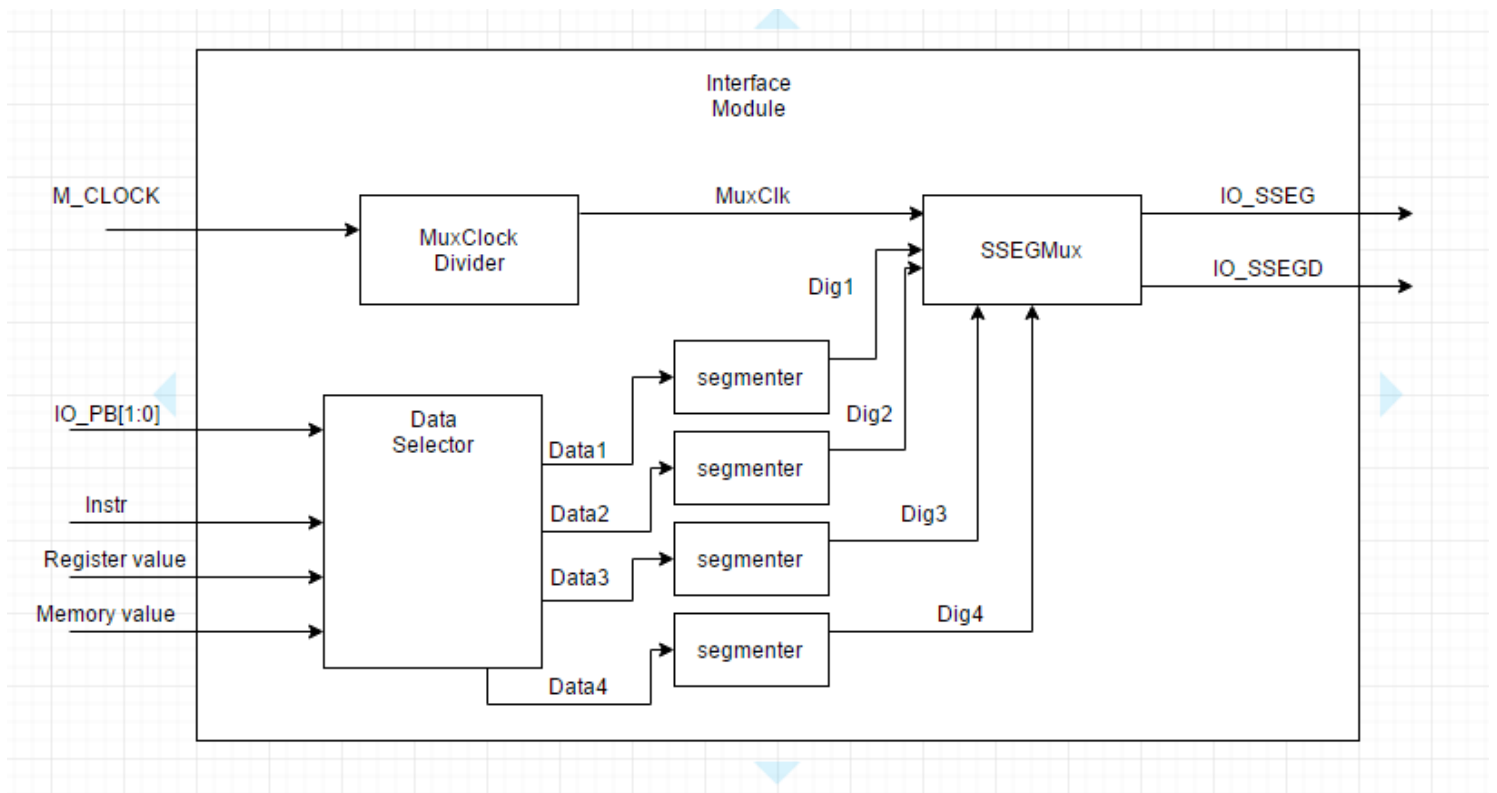 Interface
Module
M_CLOCK
MuxClock
Divider
MuxClk
SSEGMux
IO_SSEG
IO_SSEGD
Dig1
segmenter
IO_PB[1:0]
Data
Selector
Data1
Dig2
segmenter
Instr
Data2
Dig3
Register value
Data3
segmenter
Memory value
Dig4
segmenter
Data4